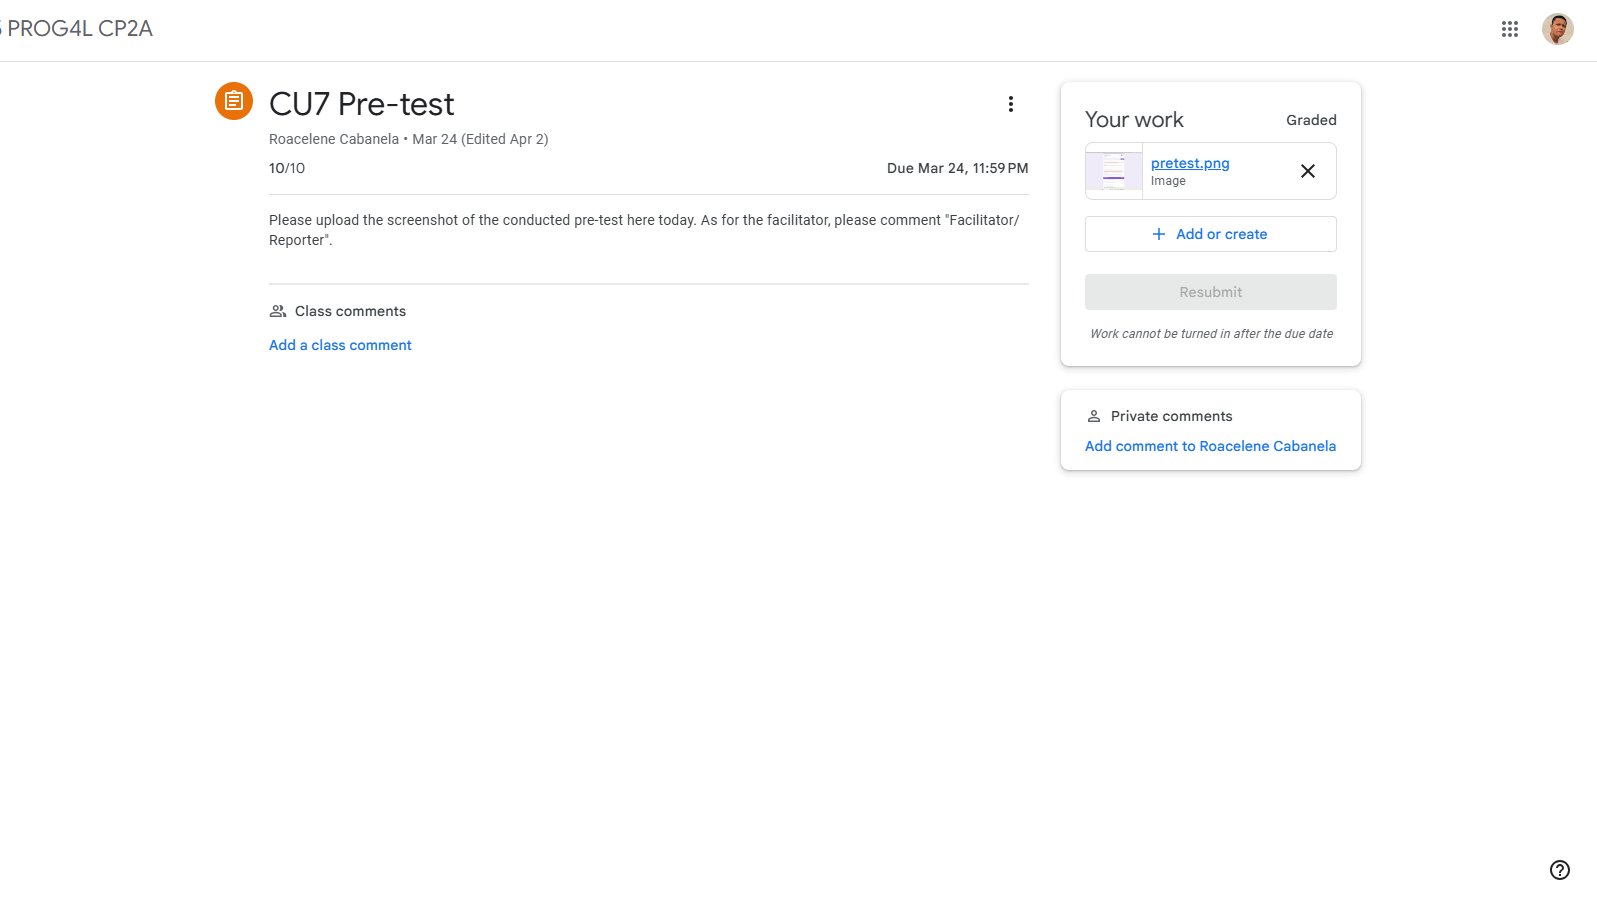 PROG4L CP2A
CU7 Pre-test
Roacelene Cabanela • Mar 24 (Edited Apr 2)
10/10
Due Mar 24, 11:59 PM
Please upload the screenshot of the conducted pre-test here today. As for the facilitator, please comment "Facilitator/
Reporter".
Class comments
Add a class comment
Your work
Graded
pretest.png
Image
Add or create
Resubmit
Work cannot be turned in after the due date
Private comments
Add comment to Roacelene Cabanela